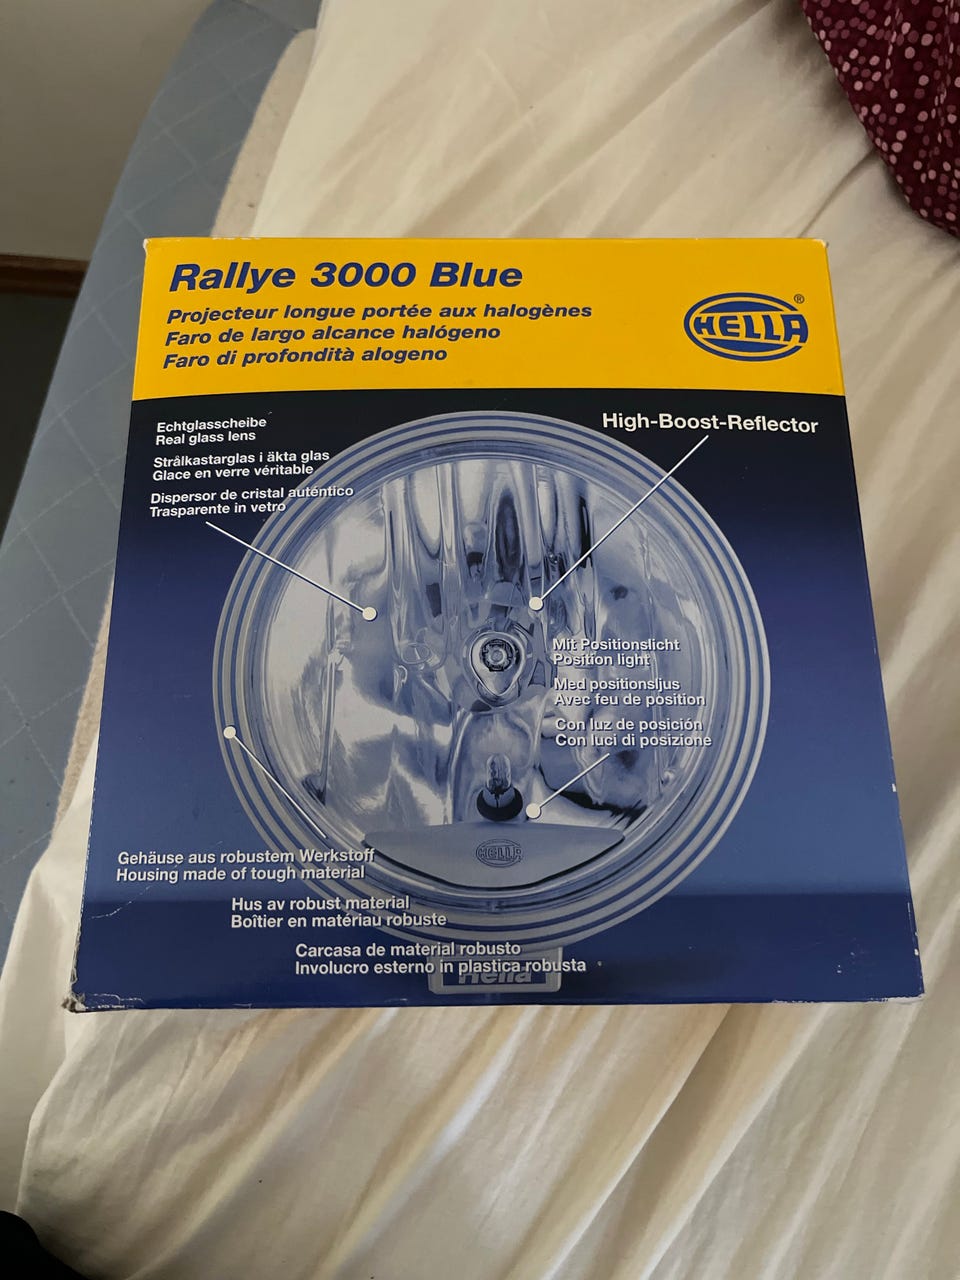 Rallye 3000 Blue
Projecteur longue portée aux halogènes
Faro de largo alcance halógeno
Faro di profondità alogeno
HELLA®
Echtglasscheibe
Real glass lens
Strålkastarglas i äkta glas
Glace en verre véritable
Dispersor de cristal auténtico
Trasparente in vetro
High-Boost-Reflector
Mit Positionslicht
Position light
Med positionsljus
Avec feu de position
Con luz de posición
Con luci di posizione
HELLA
Gehäuse aus robustem Werkstoff
Housing made of tough material
Hus av robust material
Boîtier en matériau robuste
Carcasa de material robusto
Involucro esterno in plastica robusta
Hella